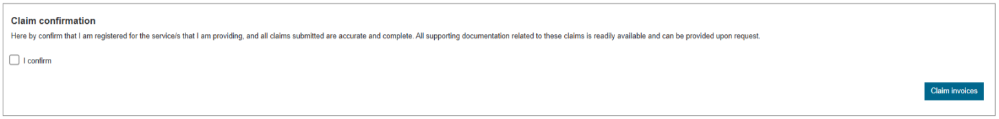 Claim confirmation
Here by confirm that I am registered for the service/s that I am providing, and all claims submitted are accurate and complete. All supporting documentation related to these claims is readily available and can be provided upon request.
I confirm
Claim invoices